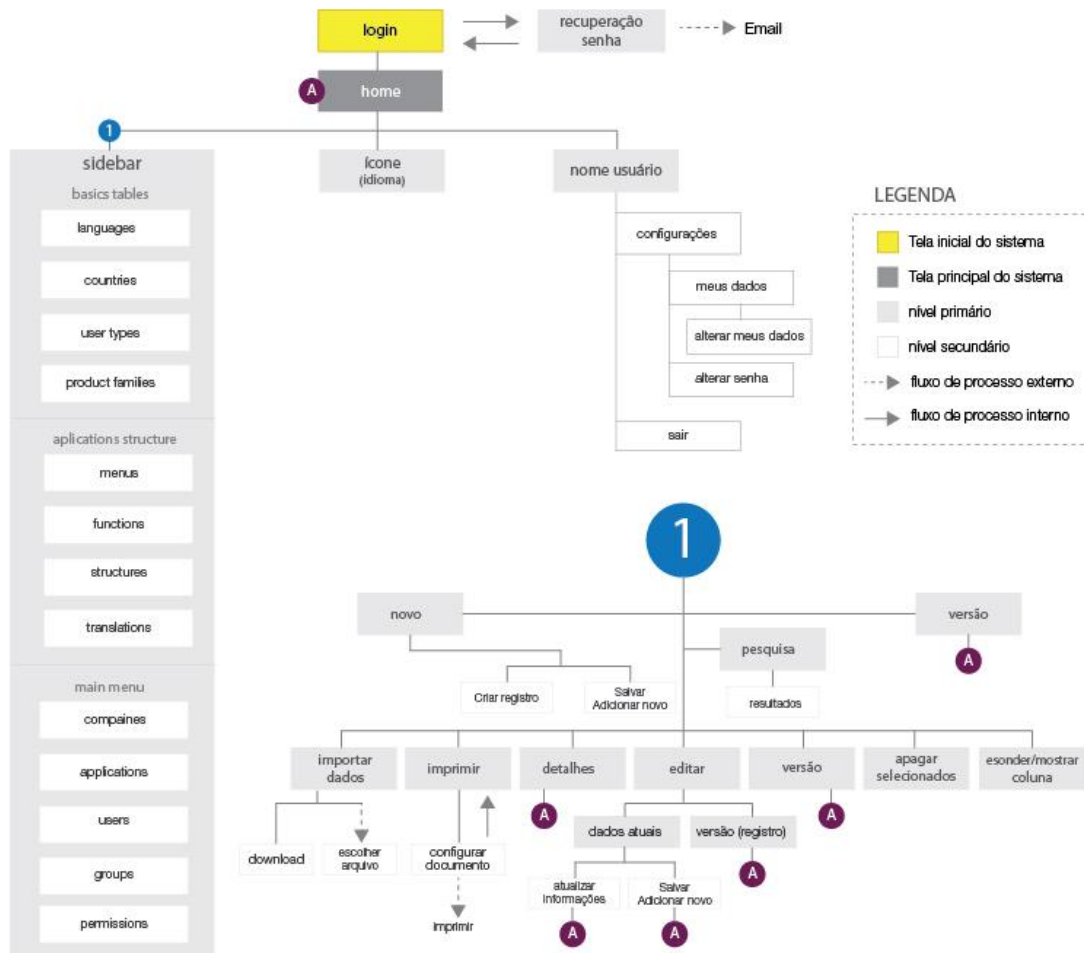 login
recuperação
senha
Email
A
home
1
sidebar
basics tables
languages
countries
user types
product families
aplications structure
menus
functions
structures
translations
main menu
compaines
applications
users
groups
permissions
ícone
(idioma)
nome usuário
configurações
meus dados
alterar meus dados
alterar senha
sair
LEGENDA
Tela inicial do sistema
Tela principal do sistema
nível primário
nível secundário
fluxo de processo externo
fluxo de processo interno
1
novo
versão
A
pesquisa
Criar registro
Salvar
Adicionar novo
resultados
importar
dados
imprimir
detalhes
editar
versão
apagar
selecionados
esonder/mostrar
coluna
A
A
download
escolher
arquivo
configurar
documento
imprimir
dados atuais
versão (registro)
A
atualizar
informações
Salvar
Adicionar novo
A
A